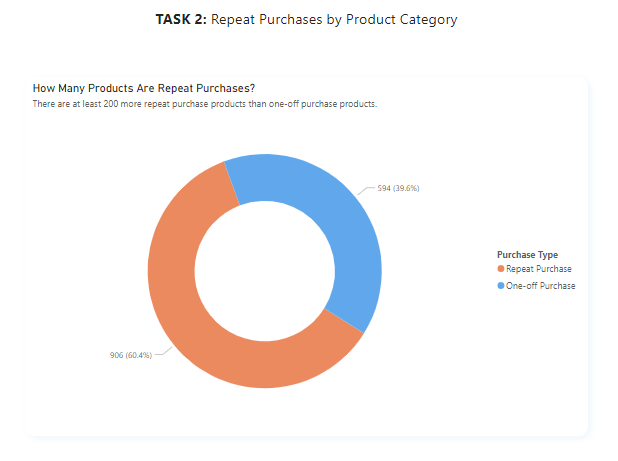 TASK 2: Repeat Purchases by Product Category
How Many Products Are Repeat Purchases?
There are at least 200 more repeat purchase products than one-off purchase products.
594 (39.6%)
Purchase Type
Repeat Purchase
One-off Purchase
906 (60.4%)